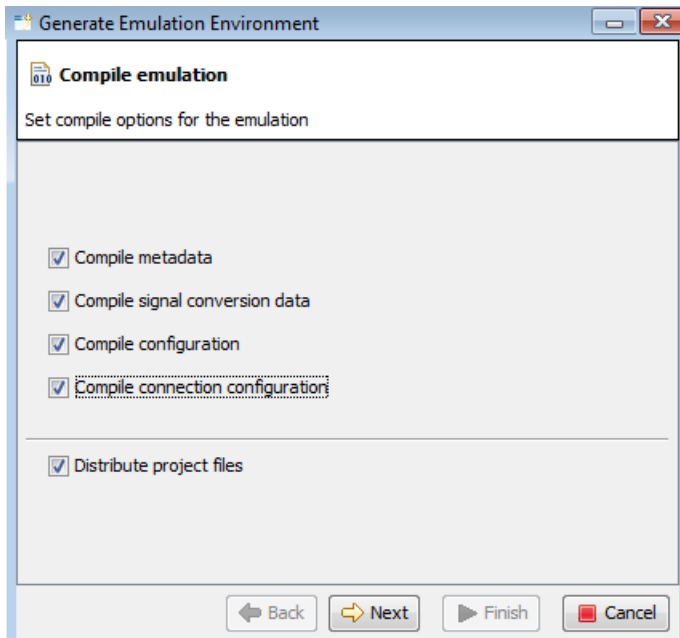 Generate Emulation Environment
010
Compile emulation
Set compile options for the emulation
Compile metadata
Compile signal conversion data
Compile configuration
Compile connection configuration
Distribute project files
Back
Next
Finish
Cancel